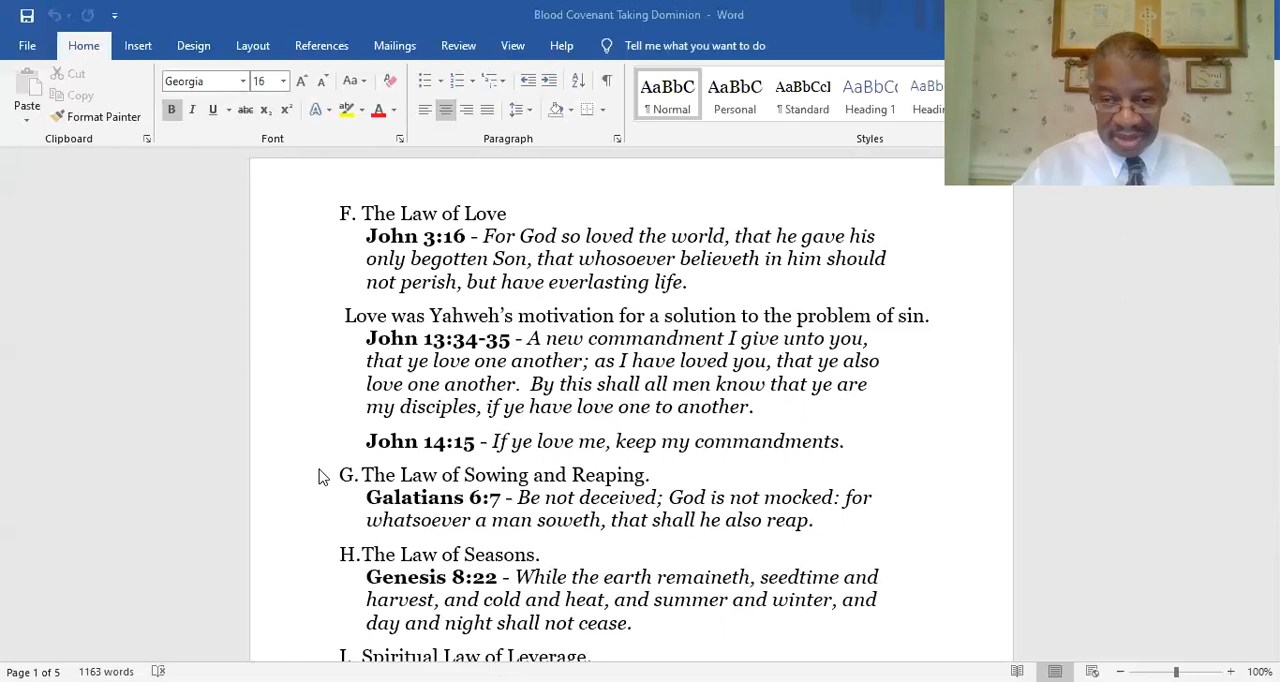 Blood Covenant Taking Dominion - Word
File Home Insert Design Layout References Mailings Review View Help Tell me what you want to do
Cut
Copy
Paste
Format Painter
Clipboard
Georgia 16
Font
Paragraph
AaBbC AaBbC AaBbCcI AaBbC AaBbC
¶ Normal Personal ¶ Standard Heading 1 Headin
Styles
F. The Law of Love
John 3:16 - For God so loved the world, that he gave his
only begotten Son, that whosoever believeth in him should
not perish, but have everlasting life.
Love was Yahweh's motivation for a solution to the problem of sin.
John 13:34-35 - A new commandment I give unto you,
that ye love one another; as I have loved you, that ye also
love one another. By this shall all men know that ye are
my disciples, if ye have love one to another.
John 14:15 - If ye love me, keep my commandments.
G. The Law of Sowing and Reaping.
Galatians 6:7 - Be not deceived; God is not mocked: for
whatsoever a man soweth, that shall he also reap.
H. The Law of Seasons.
Genesis 8:22 - While the earth remaineth, seedtime and
harvest, and cold and heat, and summer and winter, and
day and night shall not cease.
I. Spiritual Law of Leverage.
Page 1 of 5 1163 words 100%